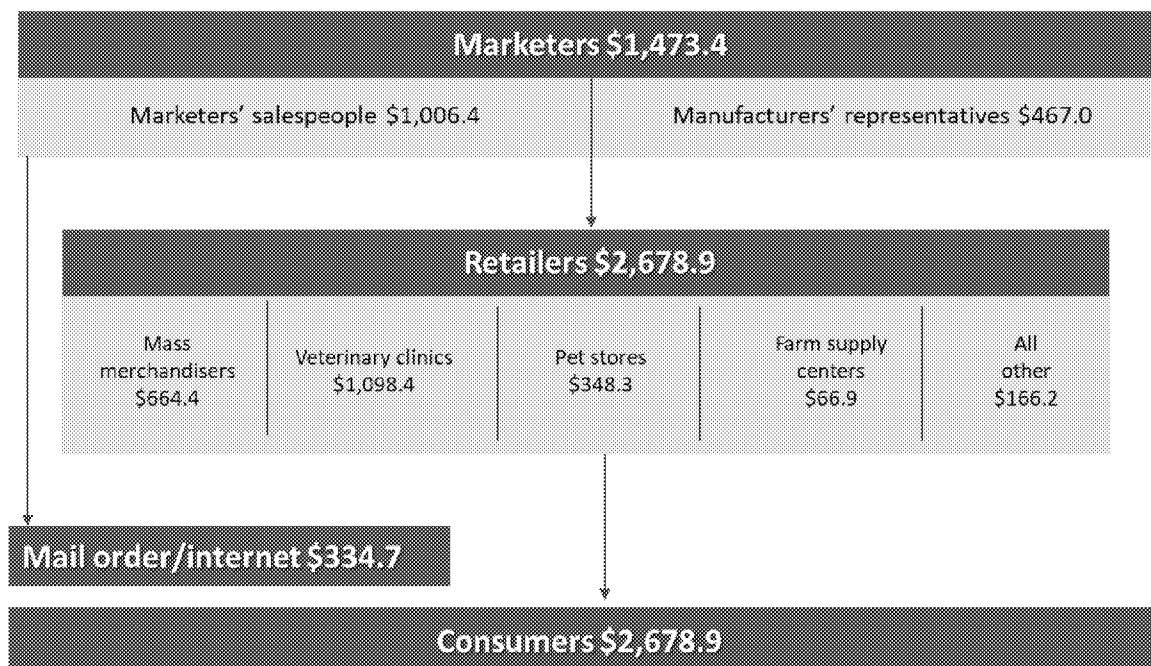 Marketers $1,473.4
Marketers' salespeople $1,006.4
Manufacturers' representatives $467.0
Retailers $2,678.9
Mass
merchandisers
$664.4
Veterinary clinics
$1,098.4
Pet stores
$348.3
Farm supply
centers
$66.9
All
other
$166.2
Mail order/internet $334.7
Consumers $2,678.9